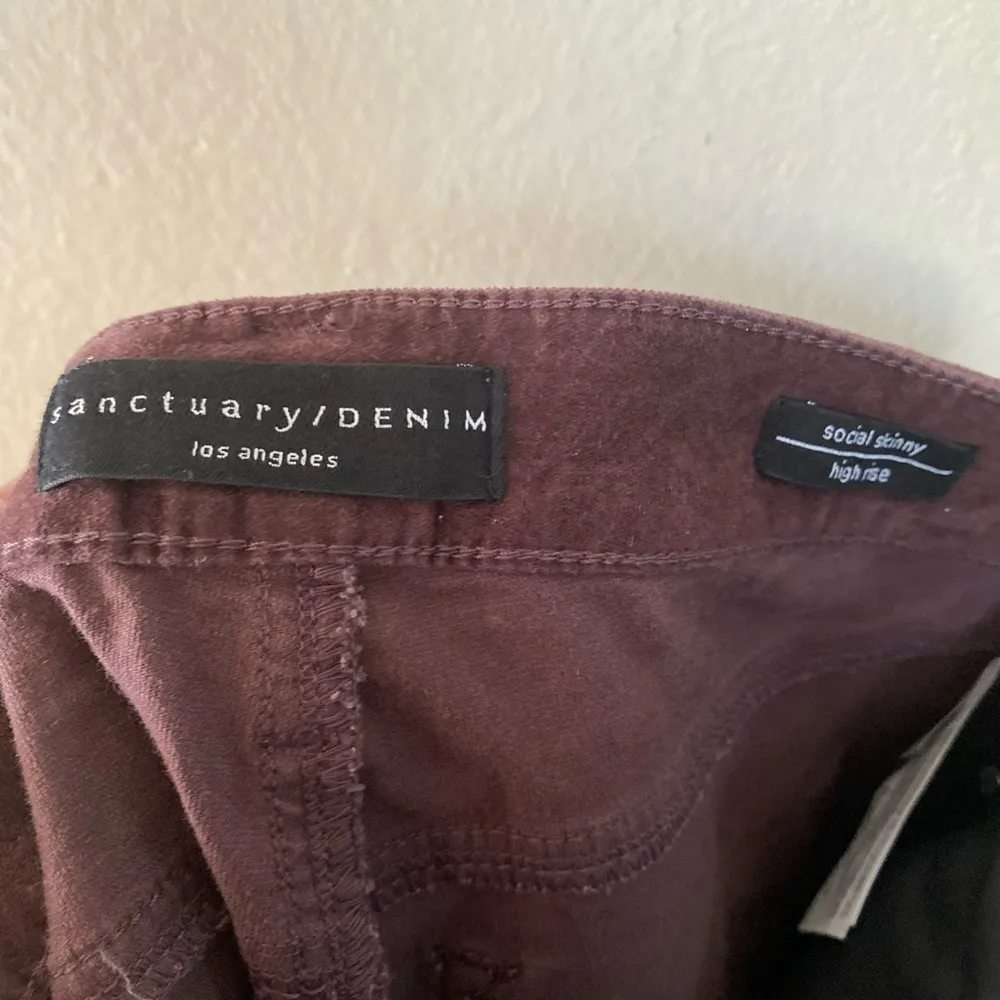 sanctuary/DENIM
los angeles
social skinny
high rise